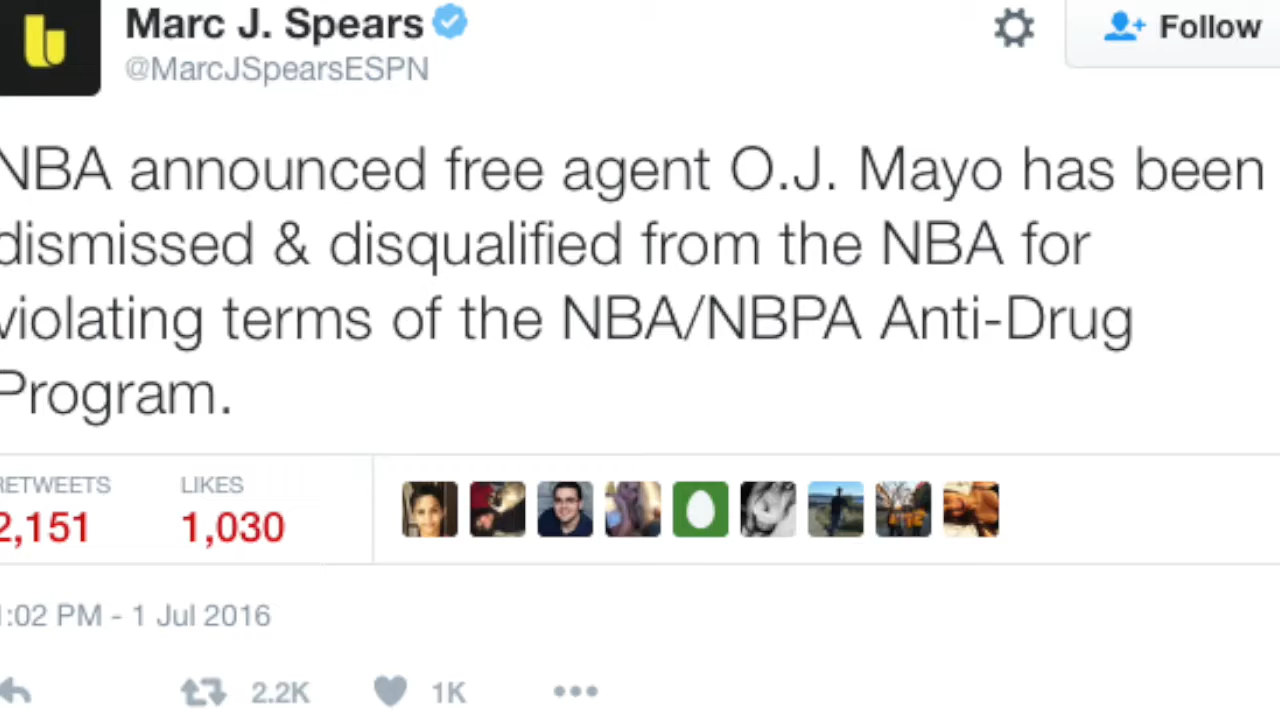 Marc J. Spears
@MarcJSpearsESPN
Follow
NBA announced free agent O.J. Mayo has been
dismissed & disqualified from the NBA for
violating terms of the NBA/NBPA Anti-Drug
Program.
RETWEETS LIKES
2,151 1,030
1:02 PM - 1 Jul 2016
2.2K 1K